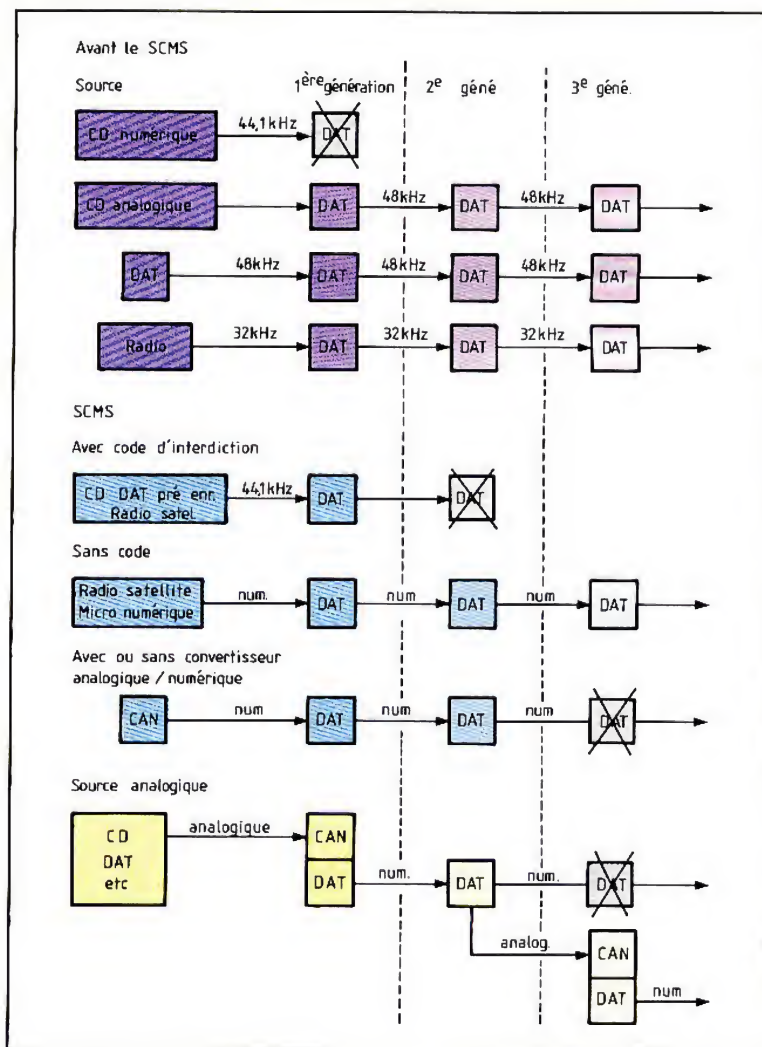 Avant le SCMS
Source
1ère génération
2e géné
3e géné.
CD numérique
44,1kHz
DAT
CD analogique
DAT
48kHz
DAT
48kHz
DAT
DAT
48kHz
DAT
48kHz
DAT
48kHz
DAT
Radio
32kHz
DAT
32kHz
DAT
32kHz
DAT
SCMS
Avec code d'interdiction
CD DAT pré enr.
Radio satel.
44,1kHz
DAT
DAT
Sans code
Radio satellite
Micro numérique
num.
DAT
num
DAT
num
DAT
Avec ou sans convertisseur
analogique / numérique
CAN
num
DAT
num
DAT
num
DAT
Source analogique
CD
DAT
etc
analogique
CAN
DAT
num.
DAT
num.
DAT
analog.
CAN
DAT
num